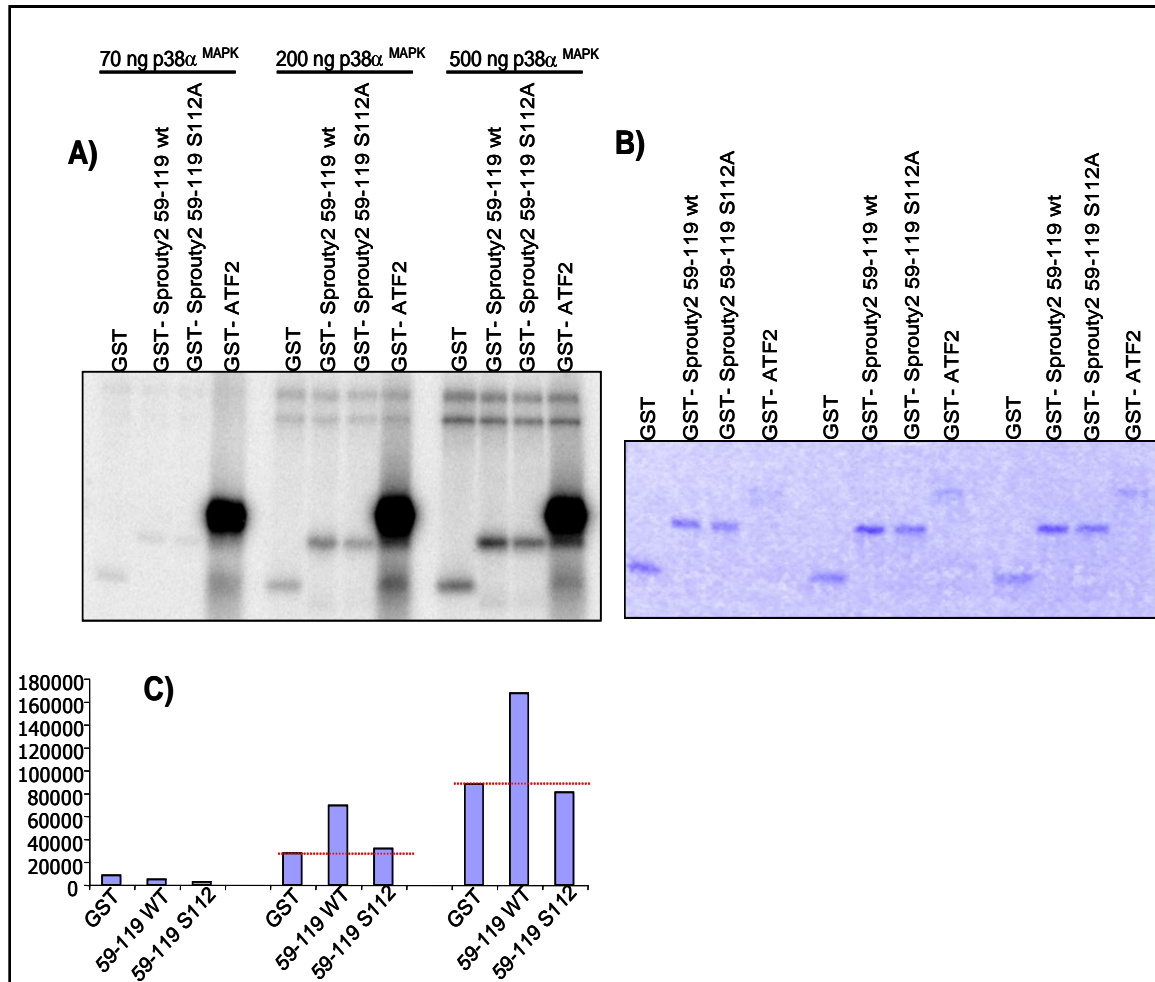 70 ng p38α MAPK
200 ng p38α MAPK
500 ng p38α MAPK
A)
GST
GST- Sprouty2 59-119 wt
GST- Sprouty2 59-119 S112A
GST- ATF2
GST
GST- Sprouty2 59-119 wt
GST- Sprouty2 59-119 S112A
GST- ATF2
GST
GST- Sprouty2 59-119 wt
GST- Sprouty2 59-119 S112A
GST- ATF2
B)
GST
GST- Sprouty2 59-119 wt
GST- Sprouty2 59-119 S112A
GST- ATF2
GST
GST- Sprouty2 59-119 wt
GST- Sprouty2 59-119 S112A
GST- ATF2
GST
GST- Sprouty2 59-119 wt
GST- Sprouty2 59-119 S112A
GST- ATF2
C)
180000
160000
140000
120000
100000
80000
60000
40000
20000
0
GST
59-119 WT
59-119 S112
GST
59-119 WT
59-119 S112
GST
59-119 WT
59-119 S112